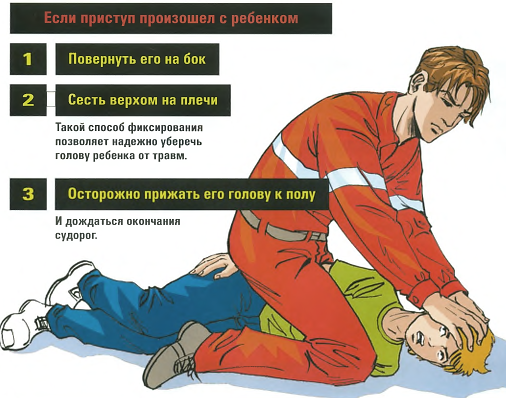 Если приступ произошел с ребенком
1 Повернуть его на бок
2 Сесть верхом на плечи
Такой способ фиксирования
позволяет надежно уберечь
голову ребенка от травм.
3 Осторожно прижать его голову к полу
И дождаться окончания
судорог.